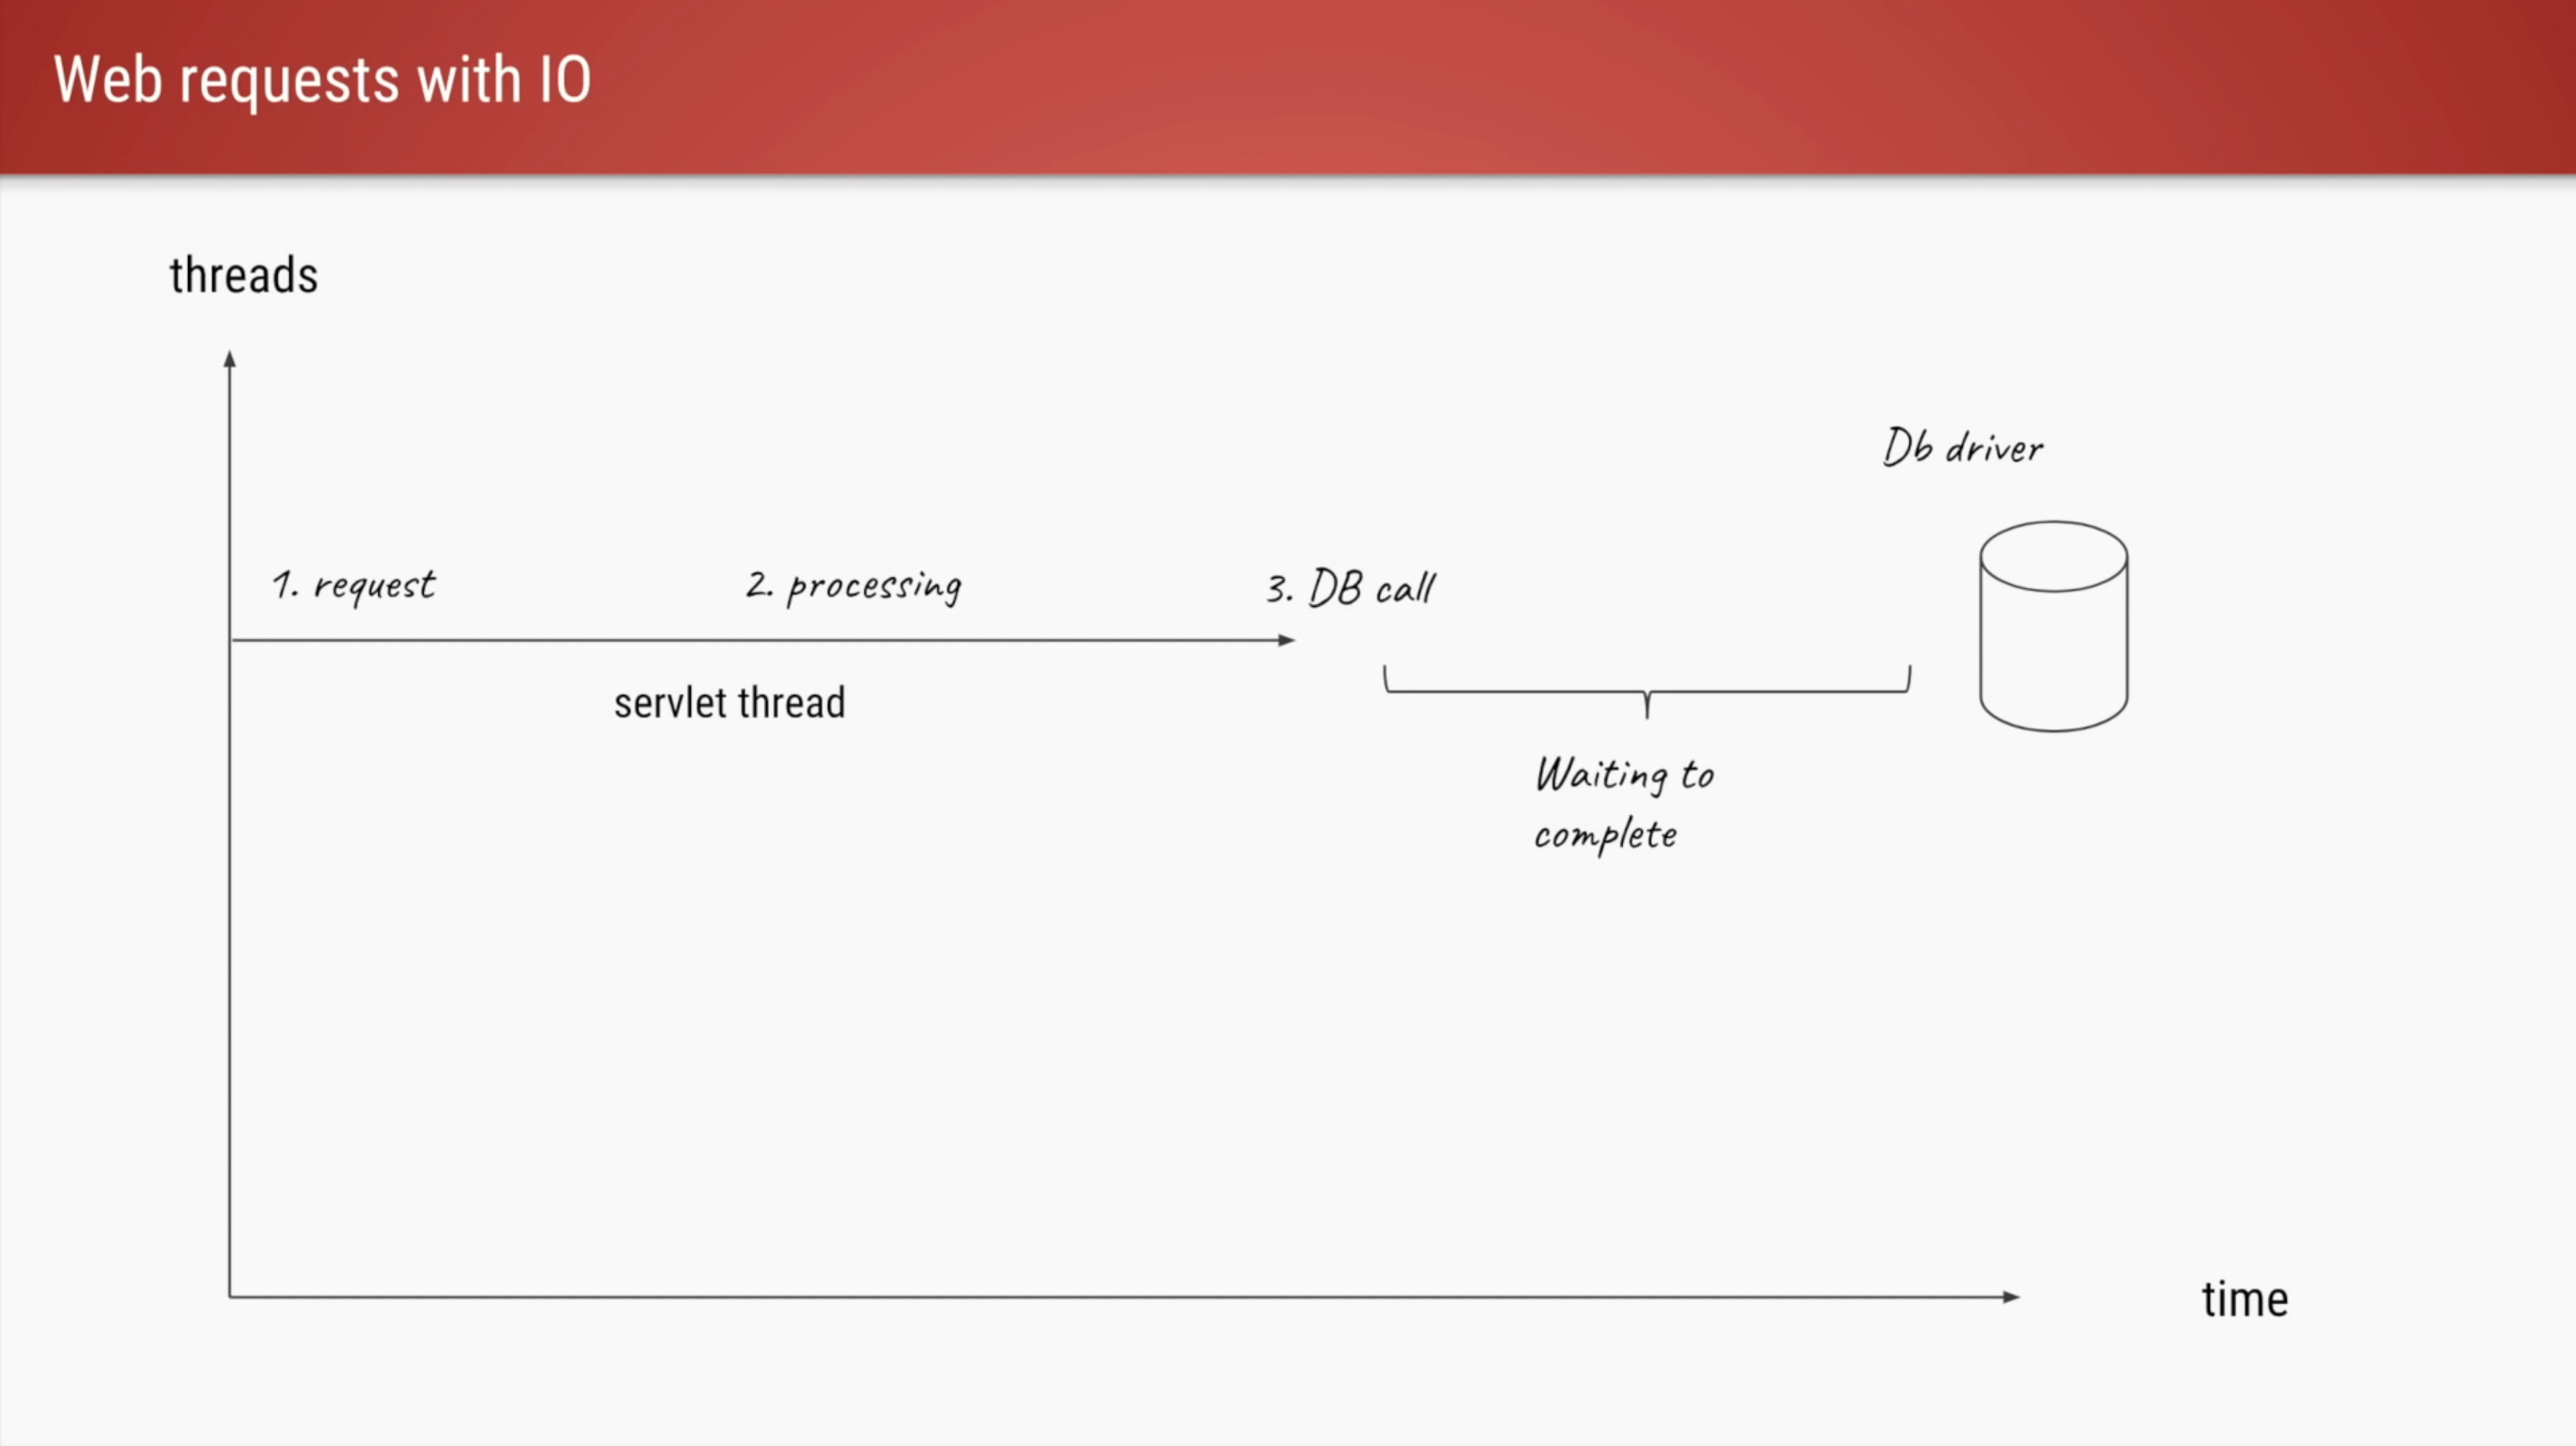 Web requests with IO
threads
Db driver
1. request
2. processing
3. DB call
servlet thread
Waiting to
complete
time